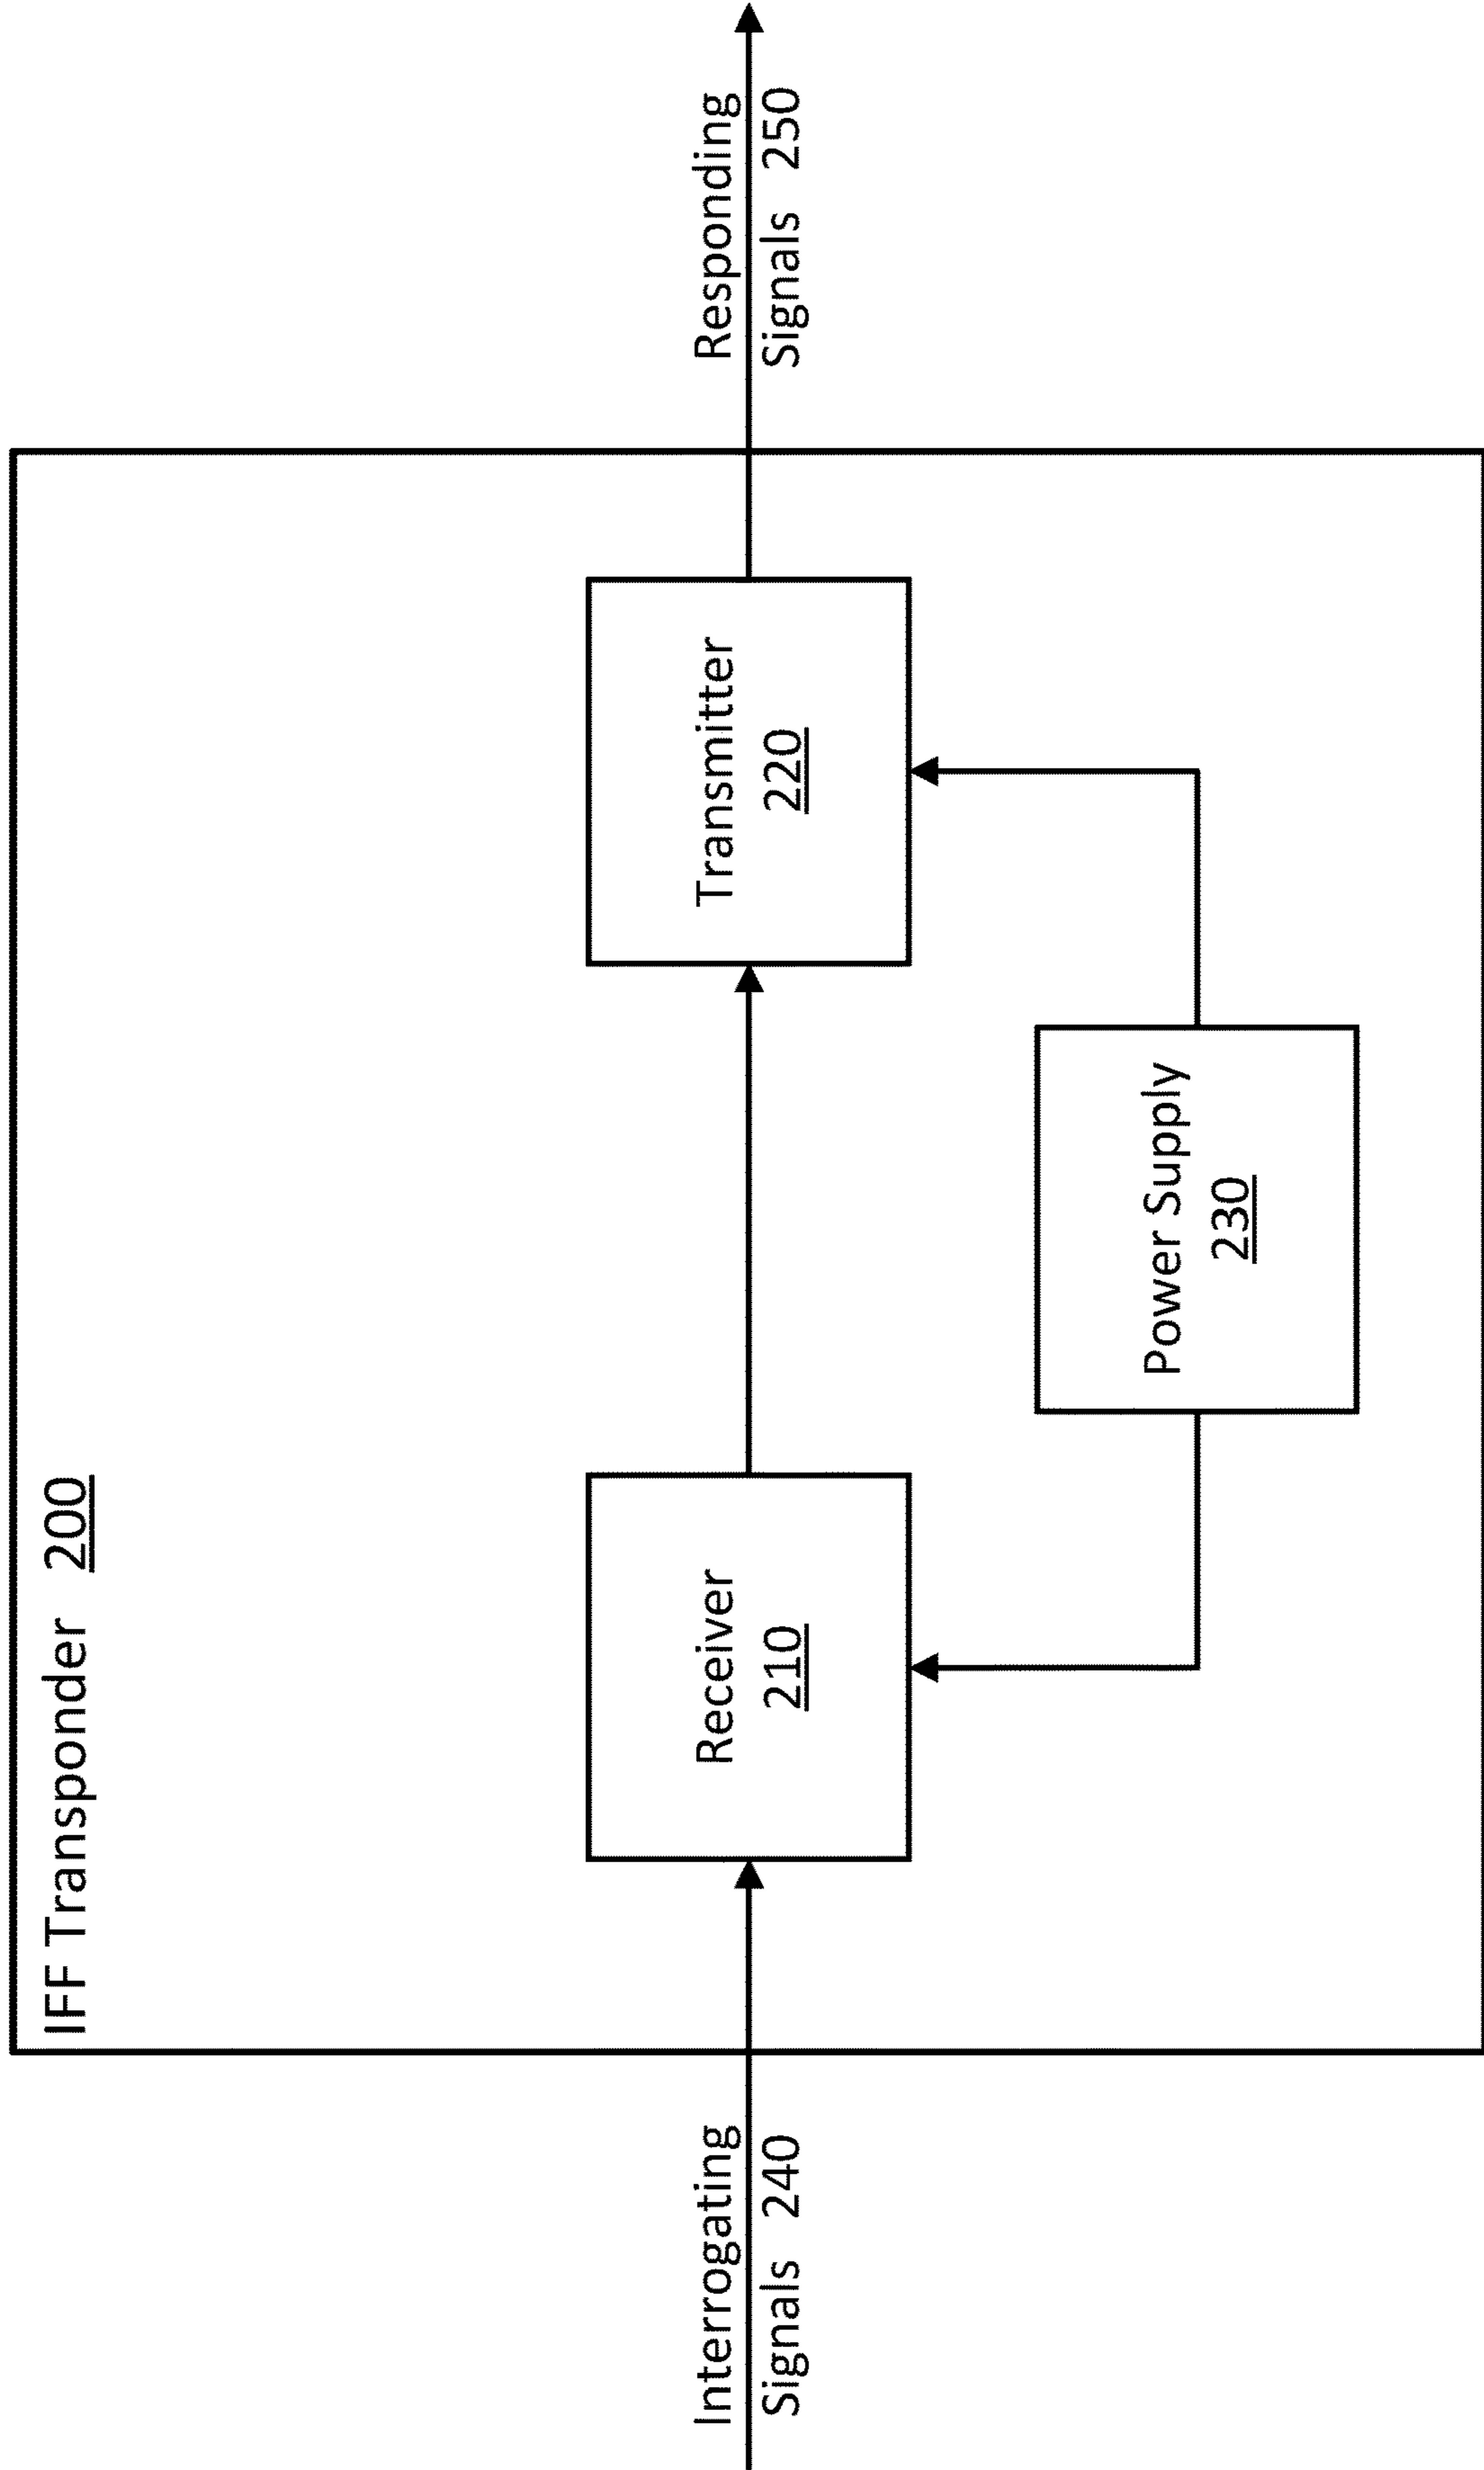 IFF Transponder 200
Interrogating
Signals 240
Receiver
210
Transmitter
220
Power Supply
230
Responding
Signals 250